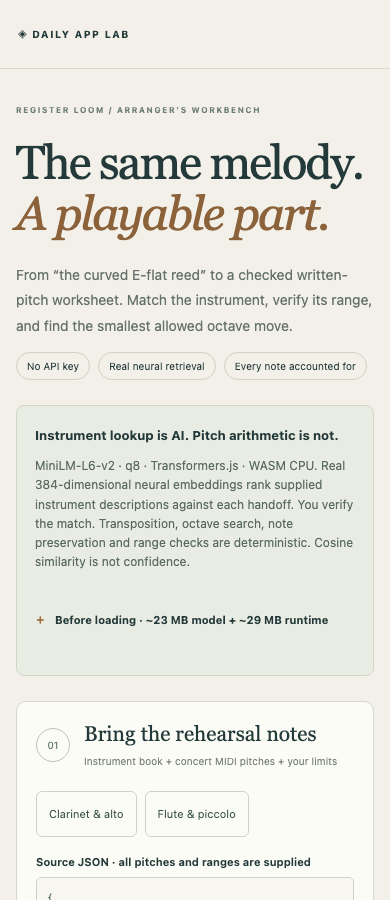 ◈ DAILY APP LAB
REGISTER LOOM / ARRANGER'S WORKBENCH
The same melody.
A playable part.
From “the curved E-flat reed” to a checked written-
pitch worksheet. Match the instrument, verify its range,
and find the smallest allowed octave move.
No API key
Real neural retrieval
Every note accounted for
Instrument lookup is AI. Pitch arithmetic is not.
MiniLM-L6-v2 · q8 · Transformers.js · WASM CPU. Real
384-dimensional neural embeddings rank supplied
instrument descriptions against each handoff. You verify
the match. Transposition, octave search, note
preservation and range checks are deterministic. Cosine
similarity is not confidence.
+ Before loading · ~23 MB model + ~29 MB runtime
01
Bring the rehearsal notes
Instrument book + concert MIDI pitches + your limits
Clarinet & alto
Flute & piccolo
Source JSON · all pitches and ranges are supplied
{